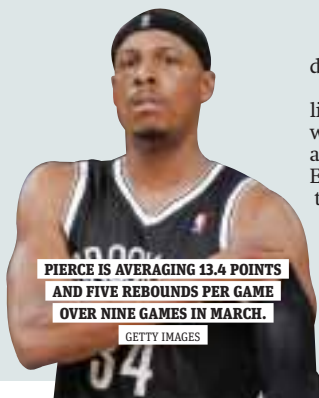 PIERCE IS AVERAGING 13.4 POINTS
AND FIVE REBOUNDS PER GAME
OVER NINE GAMES IN MARCH.
GETTY IMAGES
34
d
li
w
a
E
t